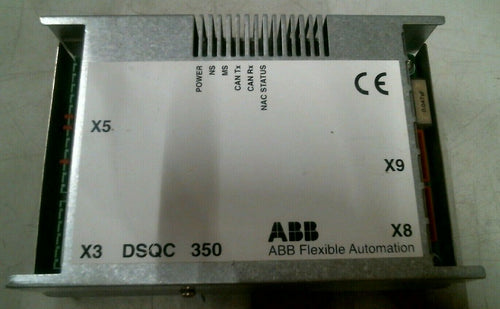 POWER
NS
MS
CAN Tx
CAN Rx
NAC STATUS
CE
X5
X9
ABB
X8
X3 DSQC 350
ABB Flexible Automation